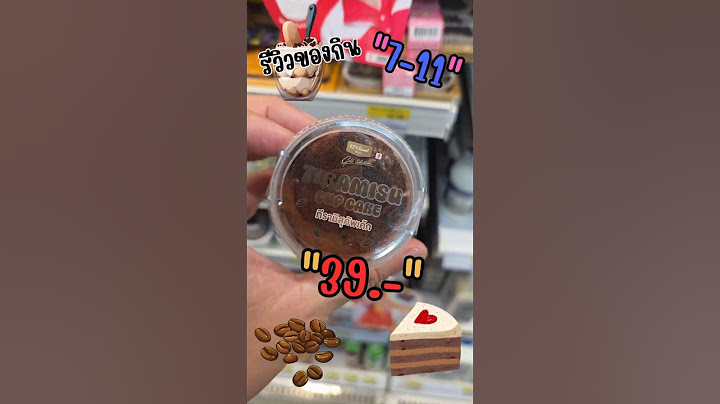 รีวิวของกิน
"7-11"
TIRAMISU
CUP CAKE
ทีรามิสุคัพเค้ก
"39.-"